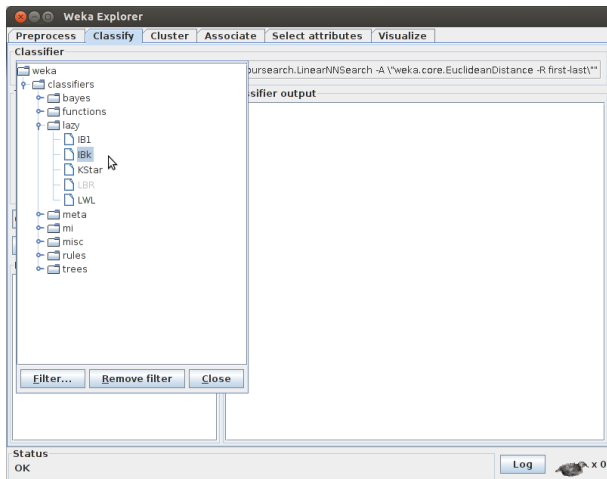 Weka Explorer
Preprocess Classify Cluster Associate Select attributes Visualize
Classifier
weka
oursearch.LinearNNSearch -A \"weka.core.EuclideanDistance -R first-last\""
classifiers
bayes
sifier output
functions
lazy
IB1
IBk
KStar
LBR
LWL
meta
mi
misc
rules
trees
Filter... Remove filter Close
Status
OK
Log
x 0